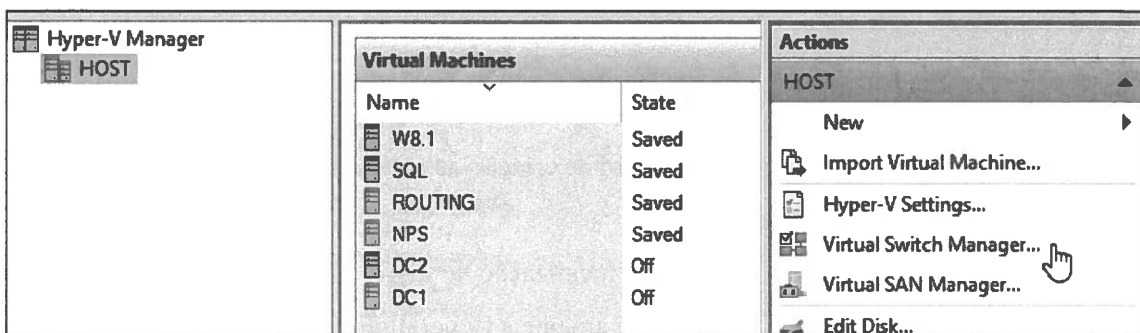 Hyper-V Manager
HOST
Virtual Machines
Name State
W8.1 Saved
SQL Saved
ROUTING Saved
NPS Saved
DC2 Off
DC1 Off
Actions
HOST
New
Import Virtual Machine...
Hyper-V Settings...
Virtual Switch Manager...
Virtual SAN Manager...
Edit Disk...